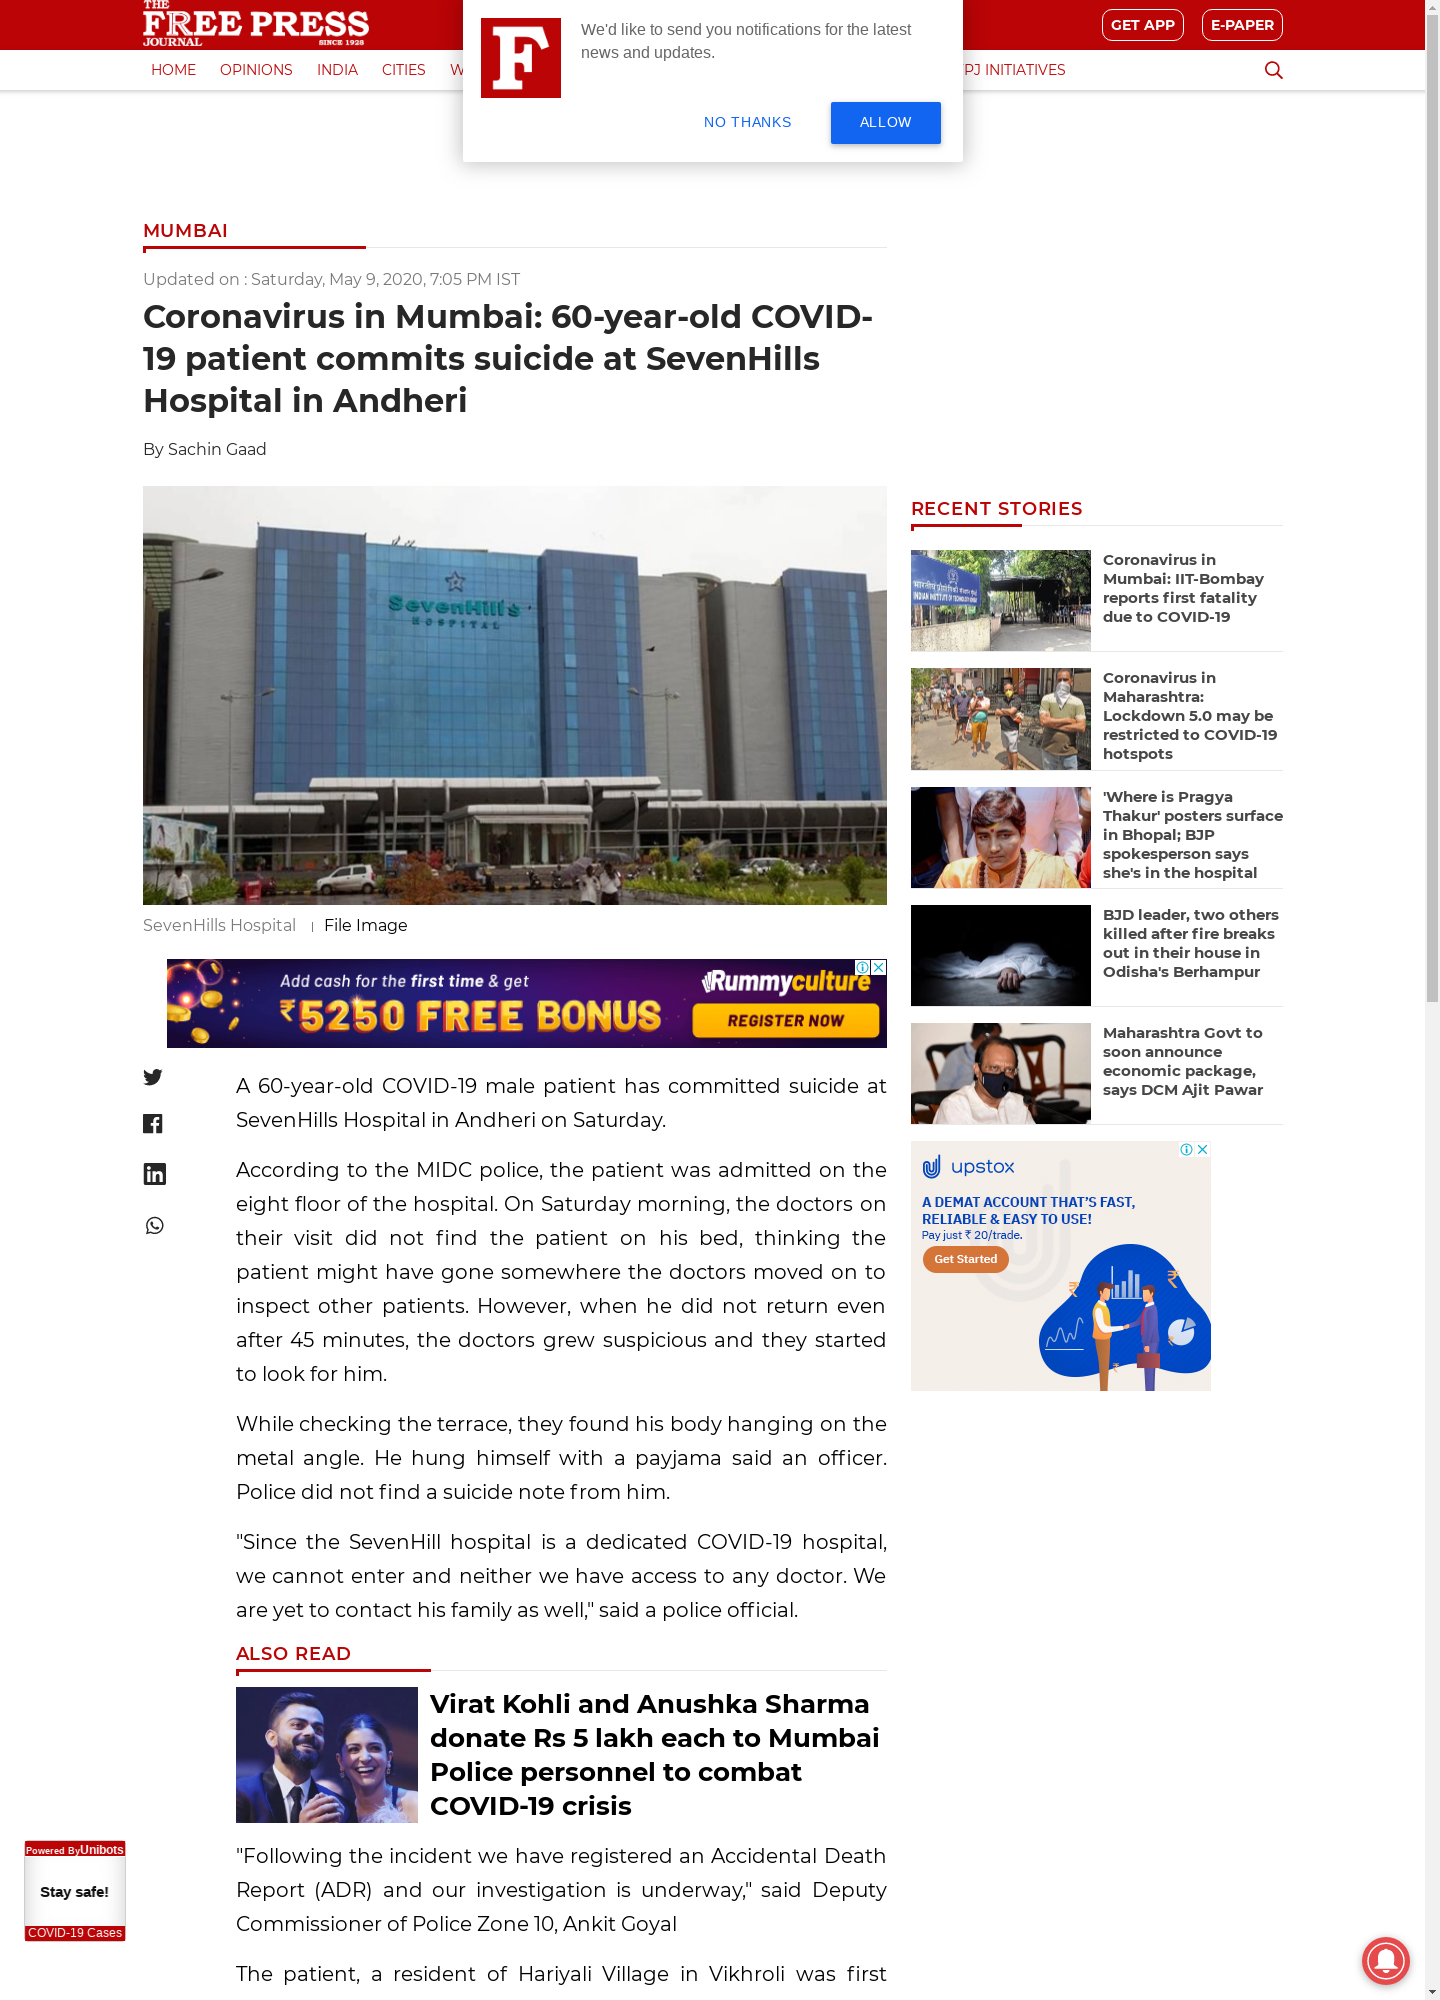 THE
FREE PRESS
JOURNAL
SINCE 1928
We'd like to send you notifications for the latest
news and updates.
NO THANKS
ALLOW
GET APP
E-PAPER
HOME
OPINIONS
INDIA
CITIES
W
PJ INITIATIVES
MUMBAI
Updated on : Saturday, May 9, 2020, 7:05 PM IST
Coronavirus in Mumbai: 60-year-old COVID-
19 patient commits suicide at SevenHills
Hospital in Andheri
By Sachin Gaad
SevenHills
HOSPITAL
SevenHills Hospital
File Image
Add cash for the first time & get
₹5250 FREE BONUS
Rummyculture
REGISTER NOW
A 60-year-old COVID-19 male patient has committed suicide at
SevenHills Hospital in Andheri on Saturday.
According to the MIDC police, the patient was admitted on the
eight floor of the hospital. On Saturday morning, the doctors on
their visit did not find the patient on his bed, thinking the
patient might have gone somewhere the doctors moved on to
inspect other patients. However, when he did not return even
after 45 minutes, the doctors grew suspicious and they started
to look for him.
While checking the terrace, they found his body hanging on the
metal angle. He hung himself with a payjama said an officer.
Police did not find a suicide note from him.
"Since the SevenHill hospital is a dedicated COVID-19 hospital,
we cannot enter and neither we have access to any doctor. We
are yet to contact his family as well," said a police official.
ALSO READ
Virat Kohli and Anushka Sharma
donate Rs 5 lakh each to Mumbai
Police personnel to combat
COVID-19 crisis
"Following the incident we have registered an Accidental Death
Report (ADR) and our investigation is underway," said Deputy
Commissioner of Police Zone 10, Ankit Goyal
The patient, a resident of Hariyali Village in Vikhroli was first
RECENT STORIES
Coronavirus in
Mumbai: IIT-Bombay
reports first fatality
due to COVID-19
Coronavirus in
Maharashtra:
Lockdown 5.0 may be
restricted to COVID-19
hotspots
'Where is Pragya
Thakur' posters surface
in Bhopal; BJP
spokesperson says
she's in the hospital
BJD leader, two others
killed after fire breaks
out in their house in
Odisha's Berhampur
Maharashtra Govt to
soon announce
economic package,
says DCM Ajit Pawar
upstox
A DEMAT ACCOUNT THAT'S FAST,
RELIABLE & EASY TO USE!
Pay just ₹ 20/trade.
Get Started
Powered By Unibots
Stay safe!
COVID-19 Cases